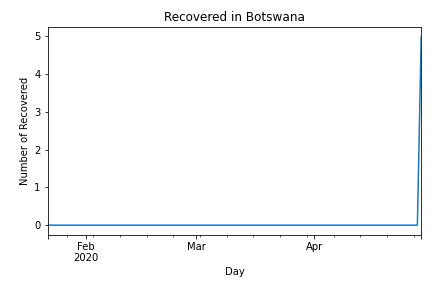 Recovered in Botswana
Number of Recovered
5
4
3
2
1
0
Feb
2020
Mar
Apr
Day